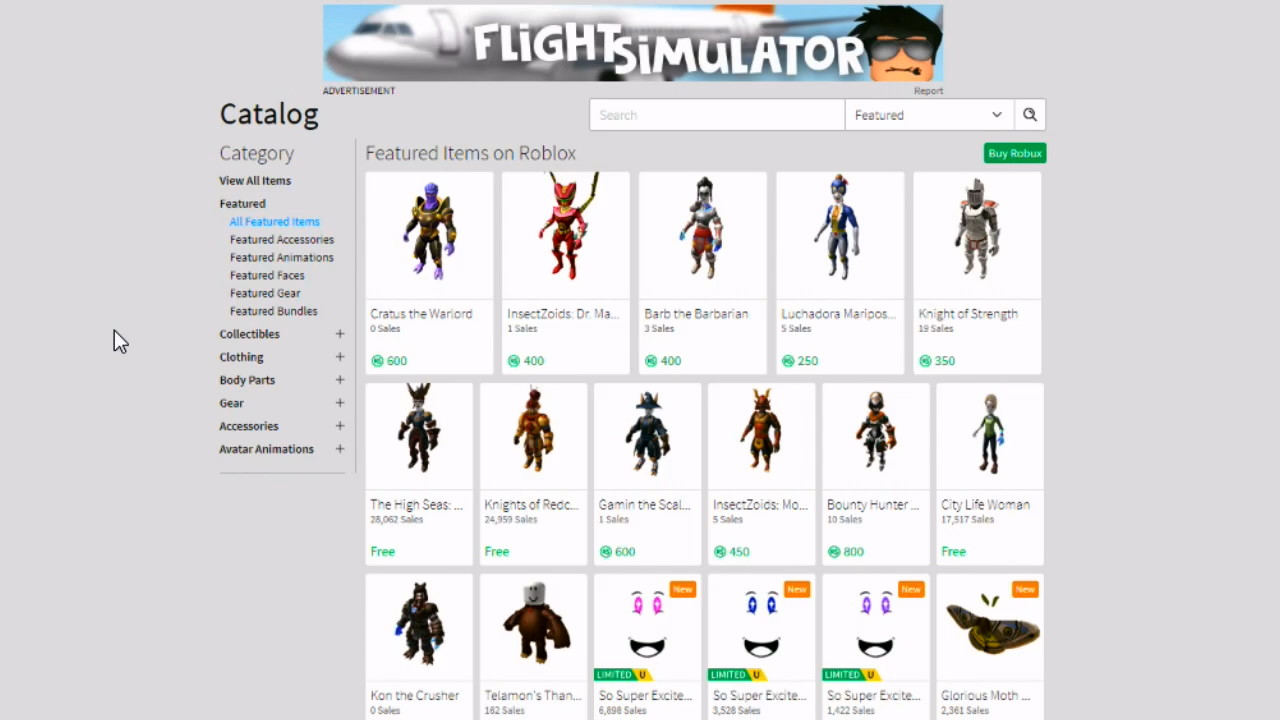 FLiGHT SiMULATOR
ADVERTISEMENT
Report
Catalog
Search
Featured
Category
Featured Items on Roblox
Buy Robux
View All Items
Featured
All Featured Items
Featured Accessories
Featured Animations
Featured Faces
Featured Gear
Featured Bundles
Collectibles +
Clothing +
Body Parts +
Gear +
Accessories +
Avatar Animations +
Cratus the Warlord
0 Sales
R$ 600
InsectZoids: Dr. Ma...
1 Sales
R$ 400
Barb the Barbarian
3 Sales
R$ 400
Luchadora Maripos...
5 Sales
R$ 250
Knight of Strength
19 Sales
R$ 350
The High Seas: ...
28,062 Sales
Free
Knights of Redc...
24,959 Sales
Free
Gamin the Scal...
1 Sales
R$ 600
InsectZoids: Mo...
5 Sales
R$ 450
Bounty Hunter ...
10 Sales
R$ 800
City Life Woman
17,517 Sales
Free
Kon the Crusher
0 Sales
Telamon's Than...
162 Sales
New
LIMITED U
So Super Excite...
6,898 Sales
New
LIMITED U
So Super Excite...
3,528 Sales
New
LIMITED U
So Super Excite...
1,422 Sales
New
Glorious Moth ...
2,361 Sales